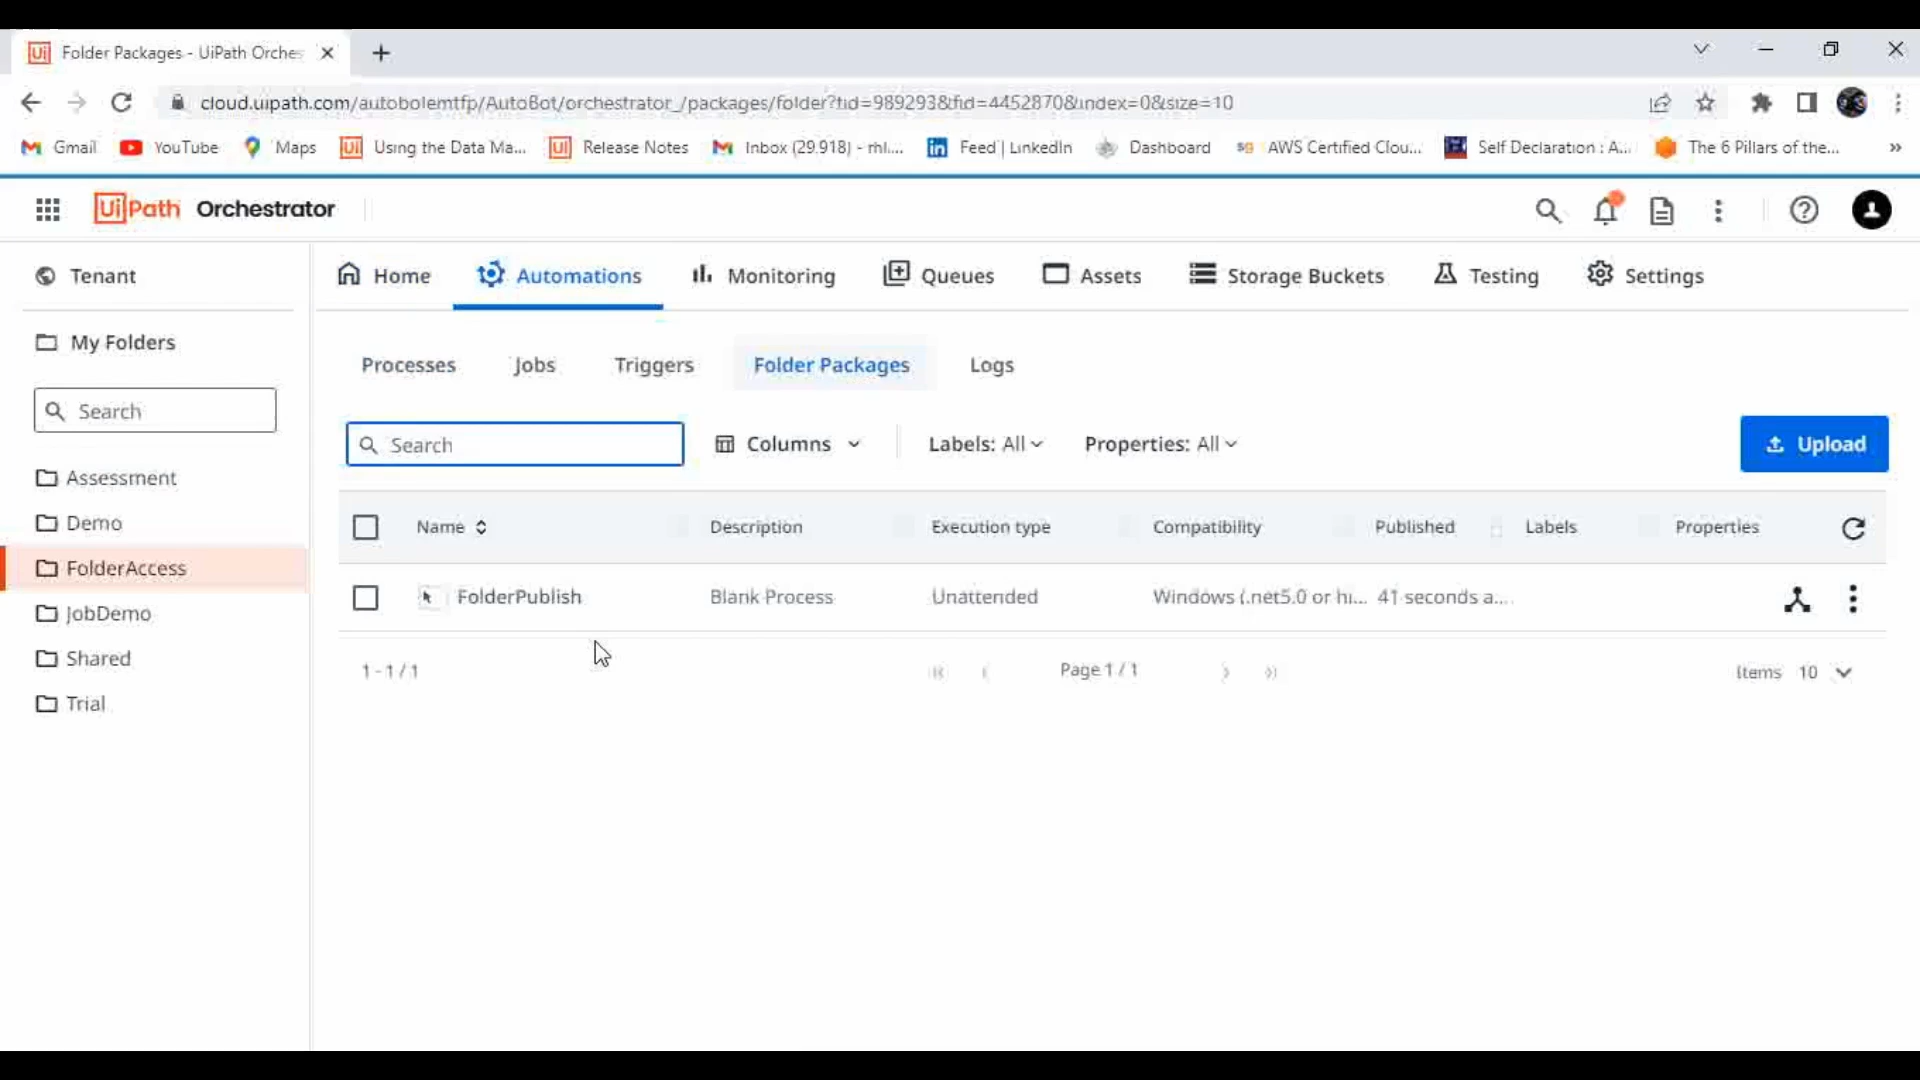 Folder Packages - UiPath Orches
cloud.uipath.com/autobolemtfp/AutoBot/orchestrator_/packages/folder?tid=989293&fid=4452870&index=0&size=10
Gmail YouTube Maps Using the Data Ma... Release Notes Inbox (29,918) - rhl.... Feed | LinkedIn Dashboard AWS Certified Clou... Self Declaration : A... The 6 Pillars of the... »
UiPath Orchestrator
Tenant
My Folders
Search
Assessment
Demo
FolderAccess
JobDemo
Shared
Trial
Home Automations Monitoring Queues Assets Storage Buckets Testing Settings
Processes Jobs Triggers Folder Packages Logs
Search Columns Labels: All Properties: All Upload
Name Description Execution type Compatibility Published Labels Properties
FolderPublish Blank Process Unattended Windows (.net5.0 or hi... 41 seconds a...
1 - 1 / 1 Page 1 / 1 Items 10